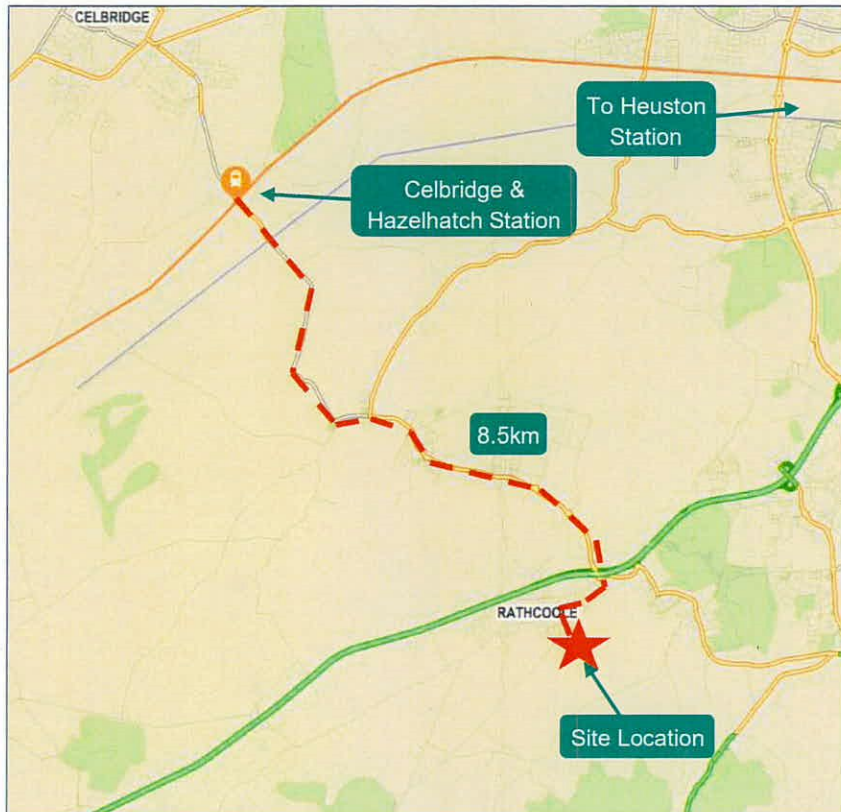 CELBRIDGE
To Heuston
Station
Celbridge &
Hazelhatch Station
8.5km
RATHCOOLE
Site Location